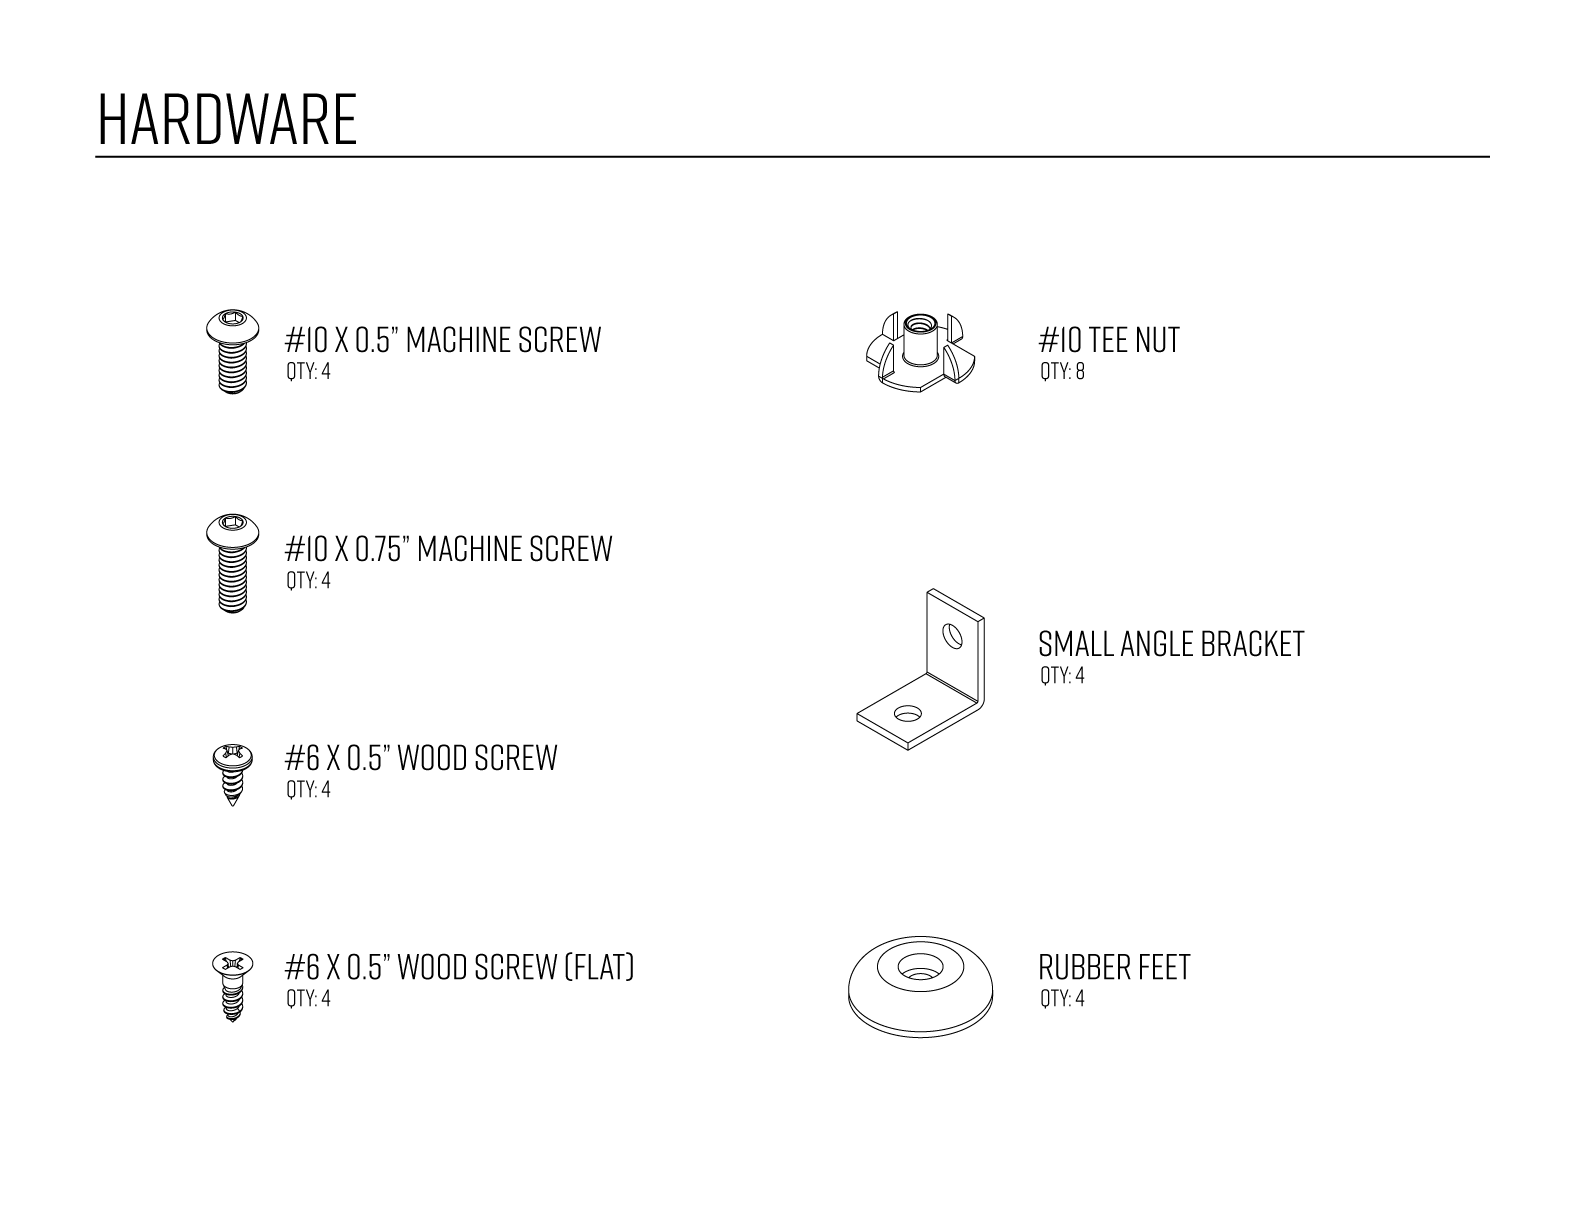 HARDWARE
#10 X 0.5” MACHINE SCREW
QTY: 4
#10 X 0.75” MACHINE SCREW
QTY: 4
#6 X 0.5” WOOD SCREW
QTY: 4
#6 X 0.5” WOOD SCREW (FLAT)
QTY: 4
#10 TEE NUT
QTY: 8
SMALL ANGLE BRACKET
QTY: 4
RUBBER FEET
QTY: 4